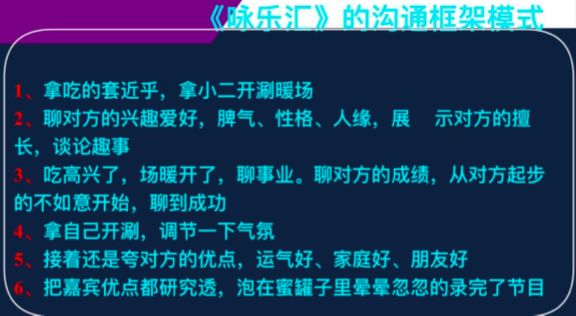 《咏乐汇》的沟通框架模式
1、拿吃的套近乎，拿小二开涮暖场
2、聊对方的兴趣爱好，脾气、性格、人缘，展 示对方的擅
长，谈论趣事
3、吃高兴了，场暖开了，聊事业。聊对方的成绩，从对方起步
的不如意开始，聊到成功
4、拿自己开涮，调节一下气氛
5、接着还是夸对方的优点，运气好、家庭好、朋友好
6、把嘉宾优点都研究透，泡在蜜罐子里晕晕忽忽的录完了节目